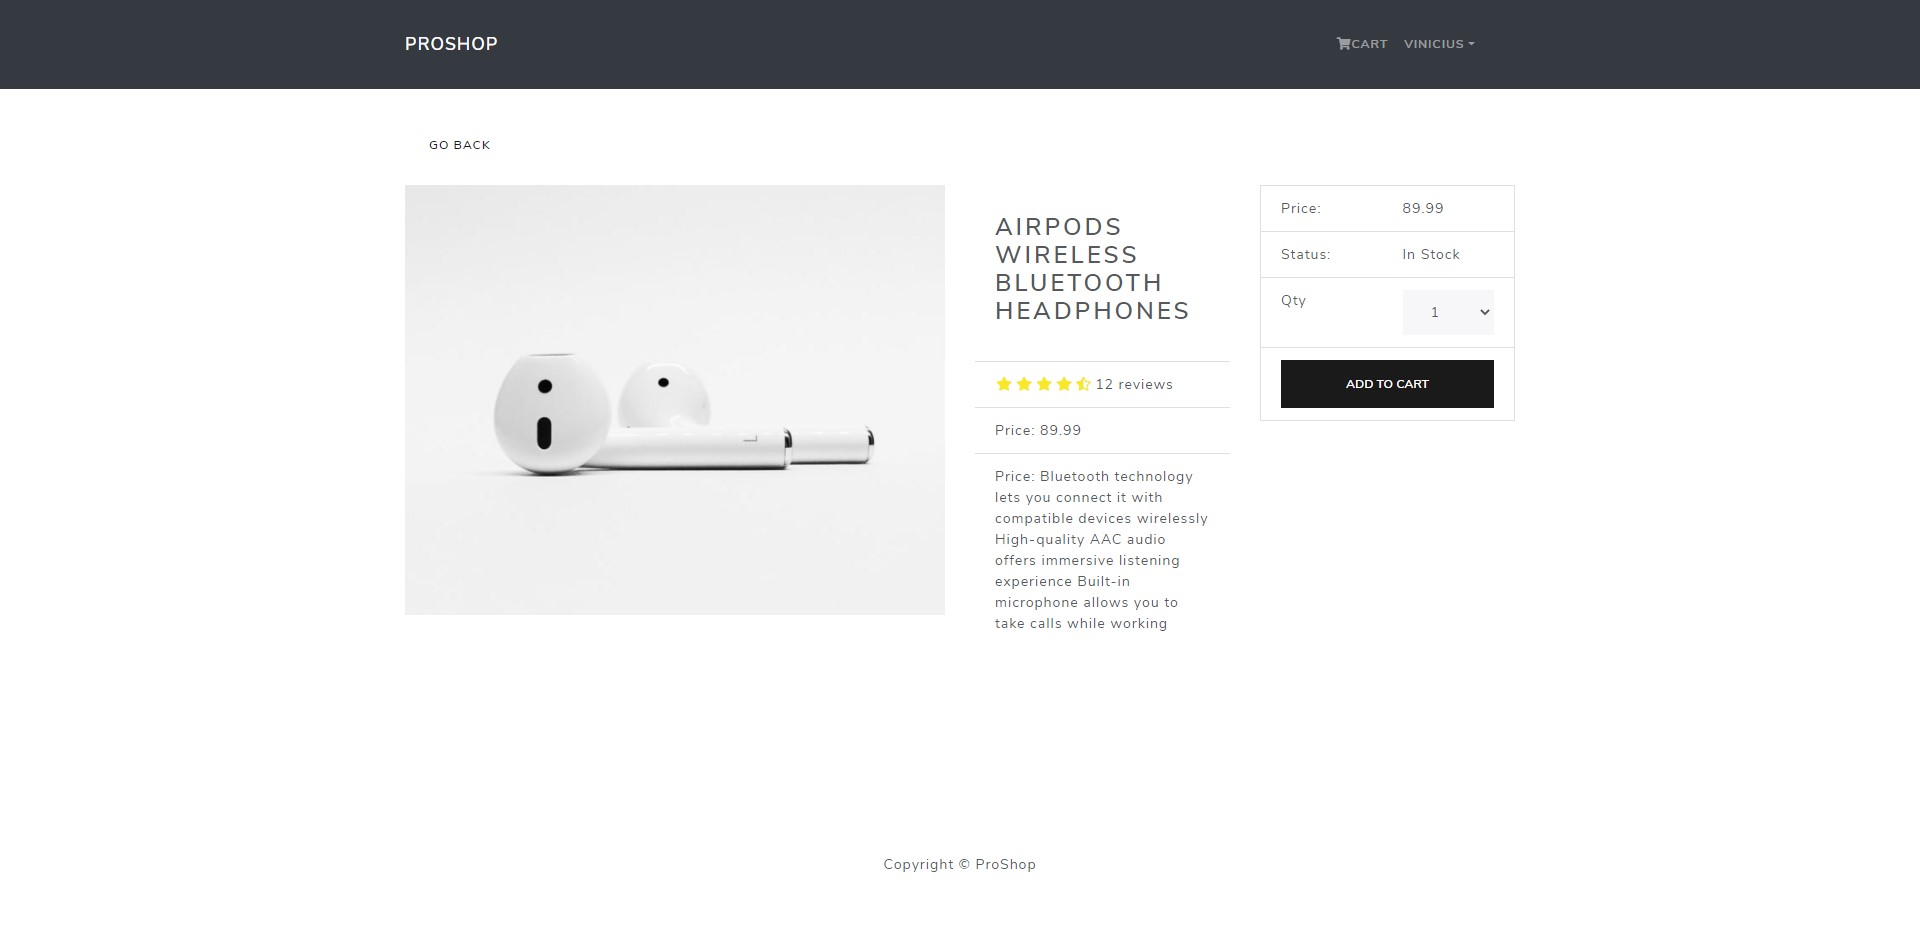 PROSHOP
CART VINICIUS
GO BACK
AIRPODS
WIRELESS
BLUETOOTH
HEADPHONES
12 reviews
Price: 89.99
Price: Bluetooth technology
lets you connect it with
compatible devices wirelessly
High-quality AAC audio
offers immersive listening
experience Built-in
microphone allows you to
take calls while working
Price: 89.99
Status: In Stock
Qty 1
ADD TO CART
Copyright © ProShop